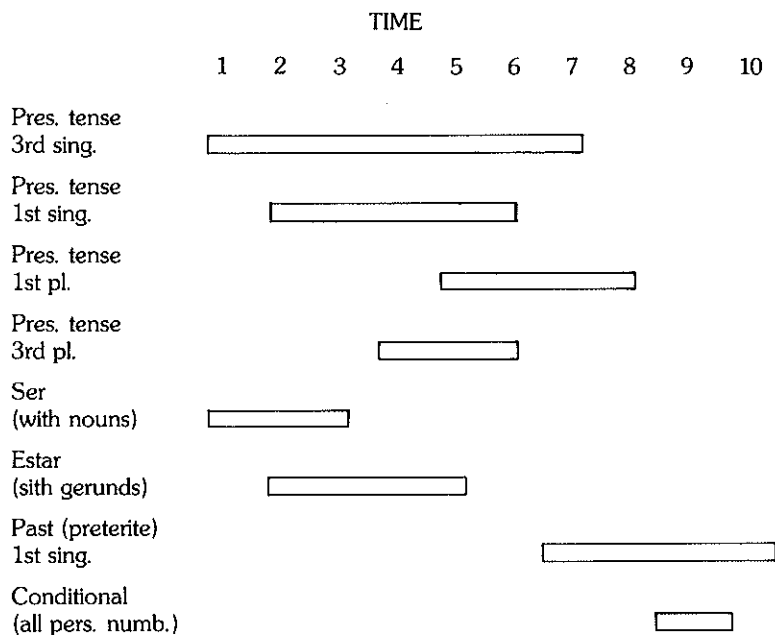 TIME
1 2 3 4 5 6 7 8 9 10
Pres. tense
3rd sing.
Pres. tense
1st sing.
Pres. tense
1st pl.
Pres. tense
3rd pl.
Ser
(with nouns)
Estar
(sith gerunds)
Past (preterite)
1st sing.
Conditional
(all pers. numb.)